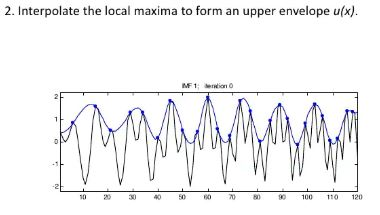 2. Interpolate the local maxima to form an upper envelope u(x).
IMF 1; iteration 0
2
1
0
-1
-2
10 20 30 40 50 60 70 80 90 100 110 120